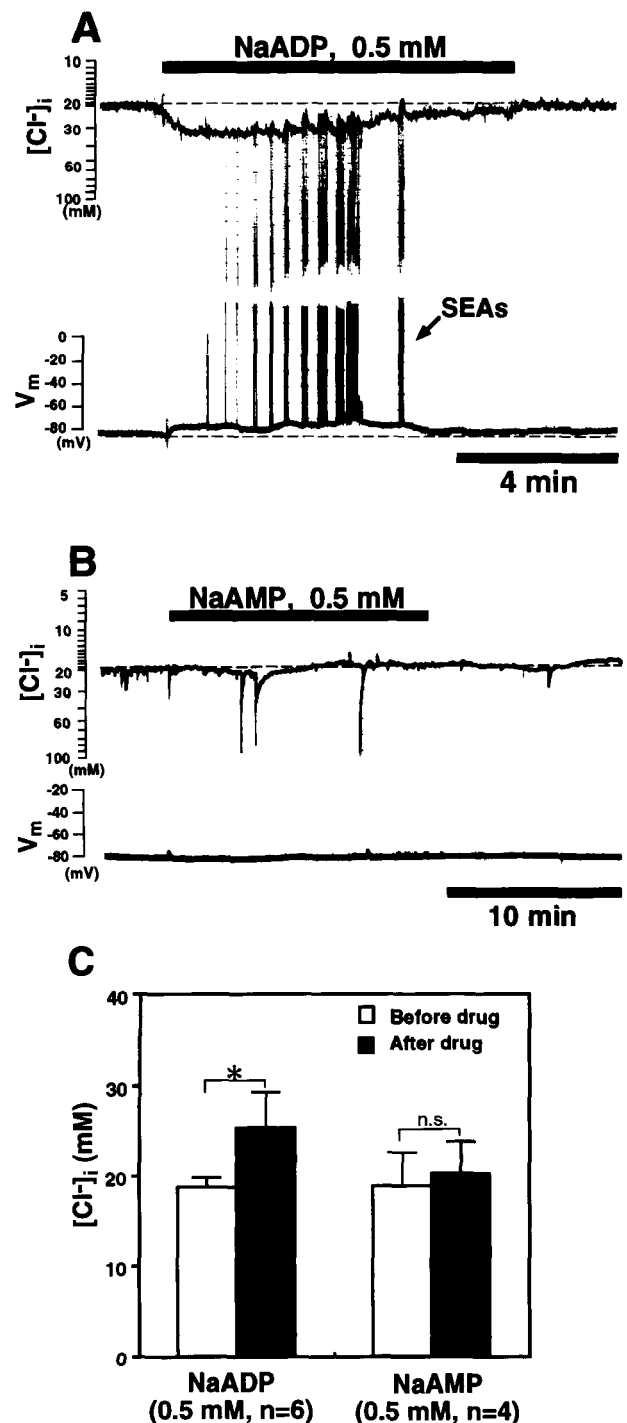 A
NaADP, 0.5 mM
10
20
30
60
100
(mM)
[Cl-]i
SEAs
0
-20
-40
-60
-80
(mV)
Vm
4 min
B
NaAMP, 0.5 mM
5
10
20
30
60
100
(mM)
[Cl-]i
-20
-40
-60
-80
(mV)
Vm
10 min
C
40
30
20
10
0
[Cl-]i (mM)
Before drug
After drug
*
n.s.
NaADP NaAMP
(0.5 mM, n=6) (0.5 mM, n=4)